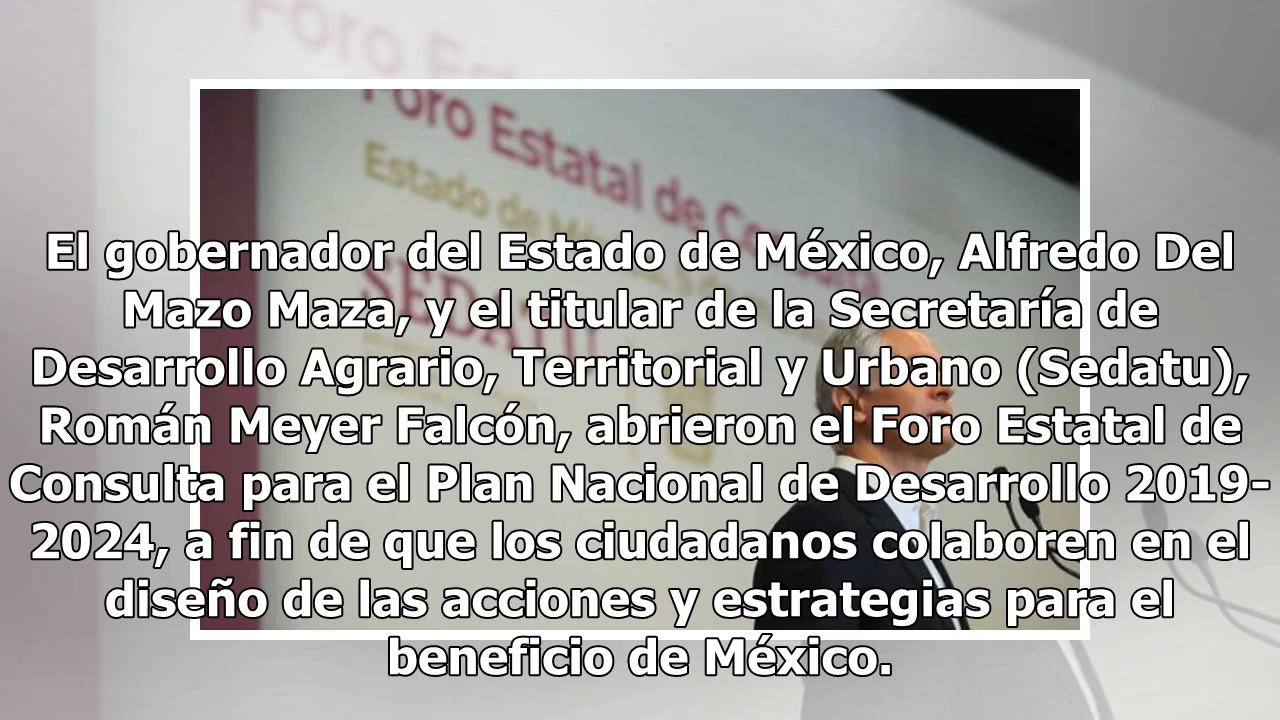 Foro Est
Foro Estatal de Co
Estado de M
SEDATU
El gobernador del Estado de México, Alfredo Del
Mazo Maza, y el titular de la Secretaría de
Desarrollo Agrario, Territorial y Urbano (Sedatu),
Román Meyer Falcón, abrieron el Foro Estatal de
Consulta para el Plan Nacional de Desarrollo 2019-
2024, a fin de que los ciudadanos colaboren en el
diseño de las acciones y estrategias para el
beneficio de México.